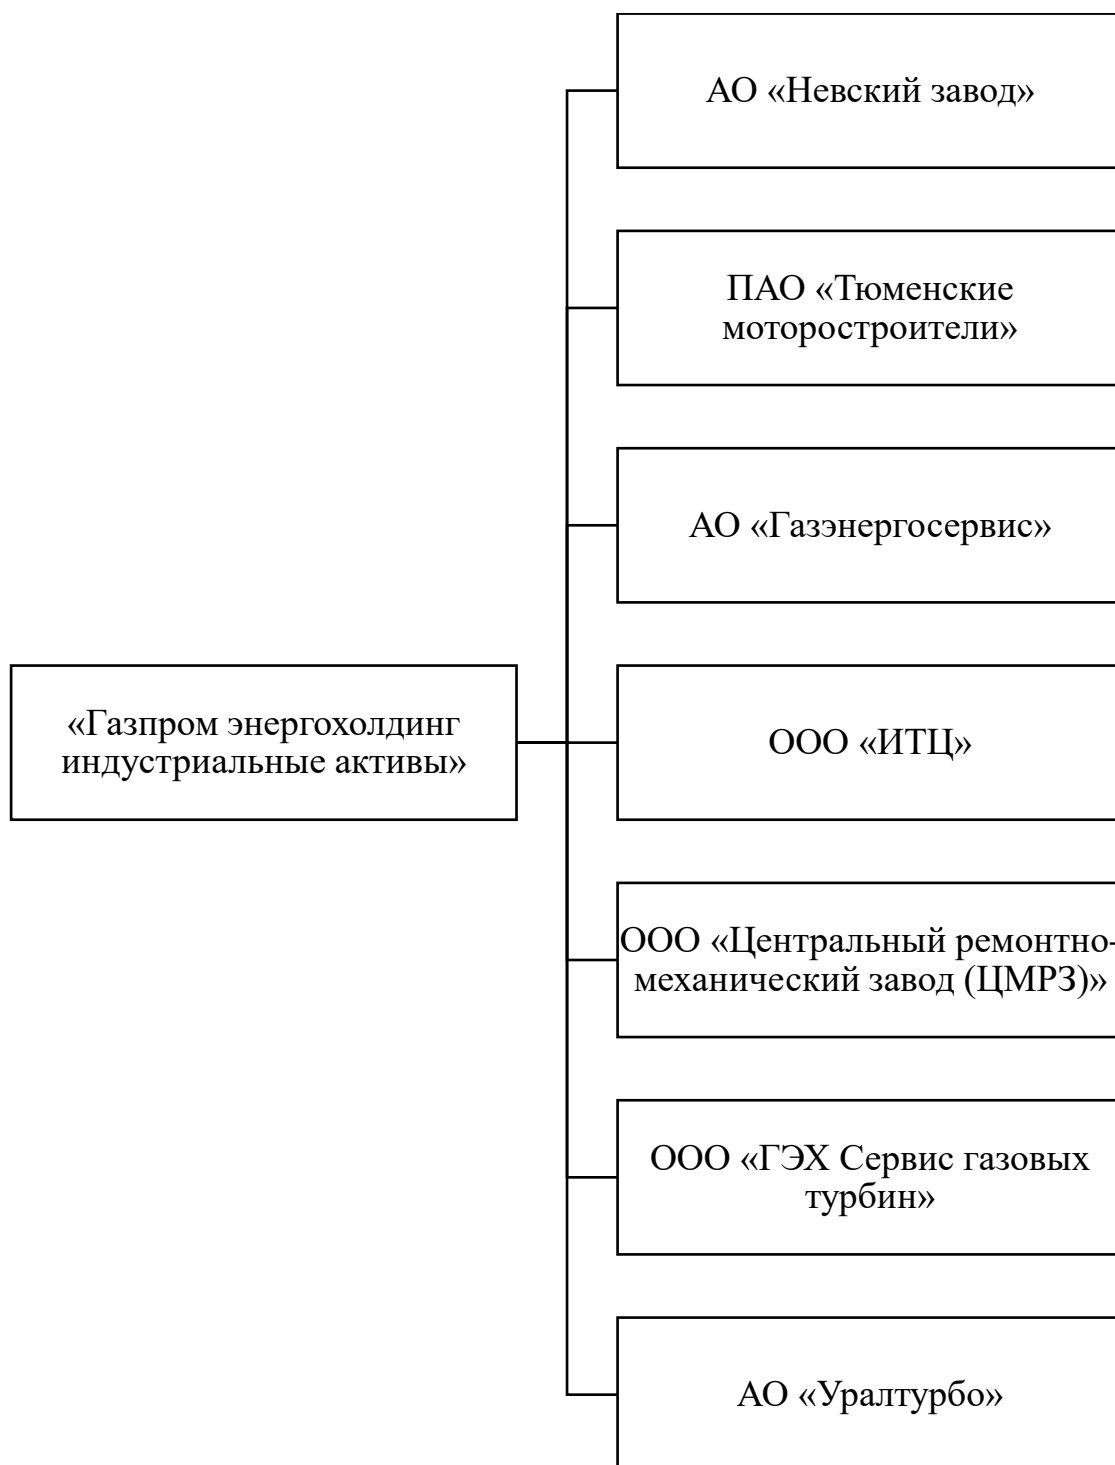 АО «Невский завод»
ПАО «Тюменские
моторостроители»
АО «Газэнергосервис»
«Газпром энергохолдинг
индустриальные активы»
ООО «ИТЦ»
ООО «Центральный ремонтно-
механический завод (ЦМРЗ)»
ООО «ГЭХ Сервис газовых
турбин»
АО «Уралтурбо»